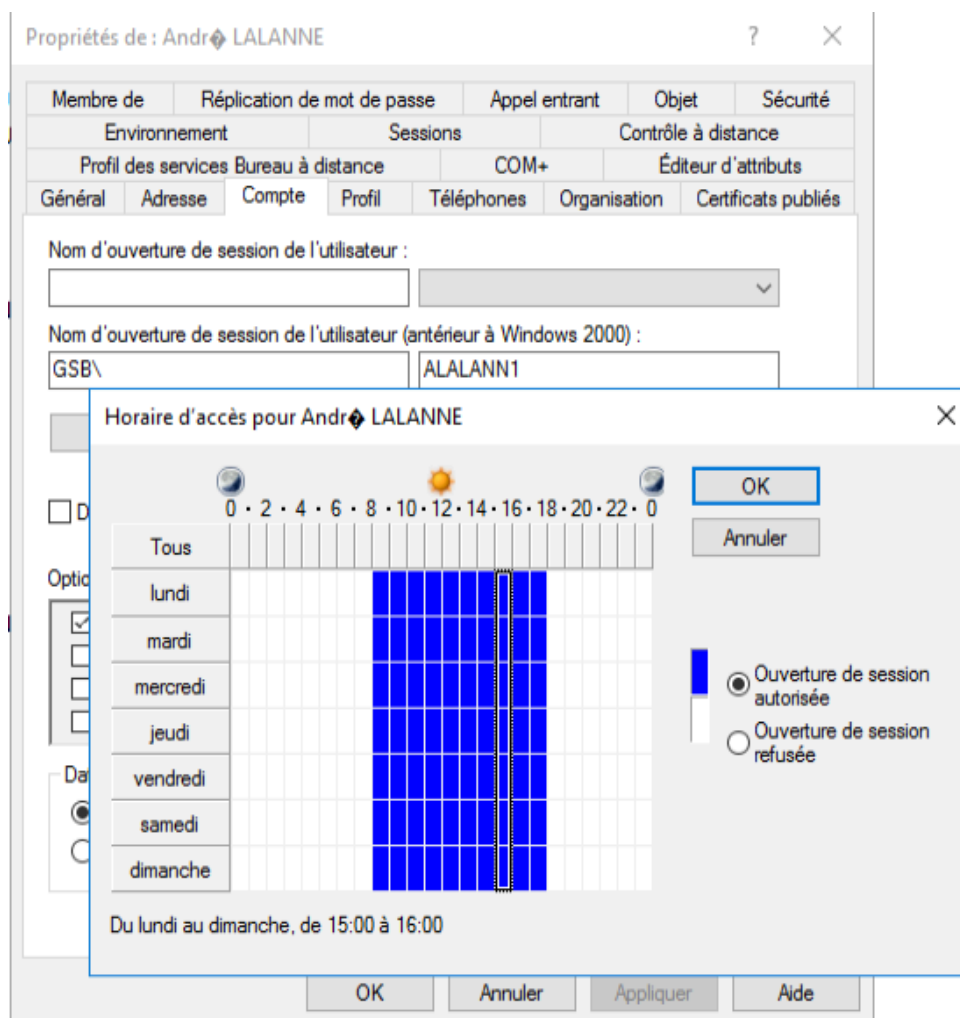 Propriétés de : Andr� LALANNE ? ×
Membre de Réplication de mot de passe Appel entrant Objet Sécurité
Environnement Sessions Contrôle à distance
Profil des services Bureau à distance COM+ Éditeur d'attributs
Général Adresse Compte Profil Téléphones Organisation Certificats publiés
Nom d'ouverture de session de l'utilisateur :
Nom d'ouverture de session de l'utilisateur (antérieur à Windows 2000) :
GSB\ ALALANN1
Horaire d'accès pour Andr� LALANNE ×
0 · 2 · 4 · 6 · 8 · 10 · 12 · 14 · 16 · 18 · 20 · 22 · 0
OK
Annuler
Tous
lundi
mardi
mercredi
jeudi
vendredi
samedi
dimanche
Ouverture de session
autorisée
Ouverture de session
refusée
Du lundi au dimanche, de 15:00 à 16:00
D
Optio
Da
OK Annuler Appliquer Aide